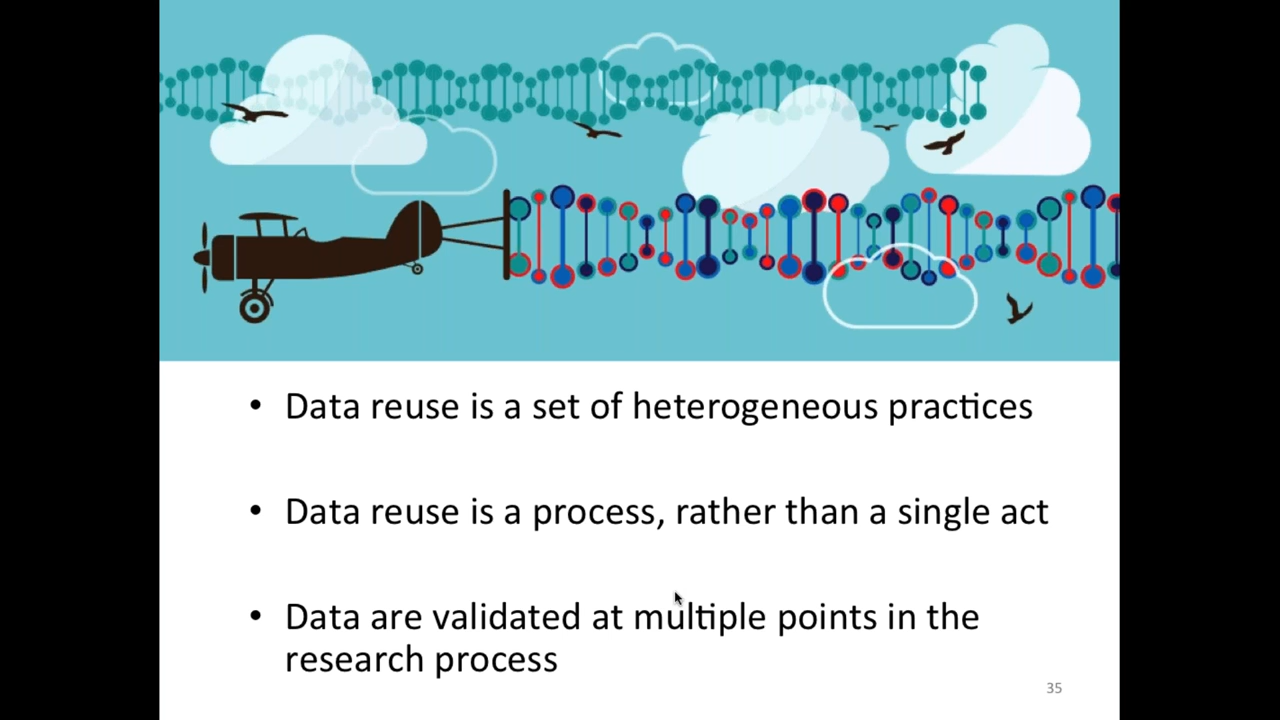 • Data reuse is a set of heterogeneous practices
• Data reuse is a process, rather than a single act
• Data are validated at multiple points in the
research process
35